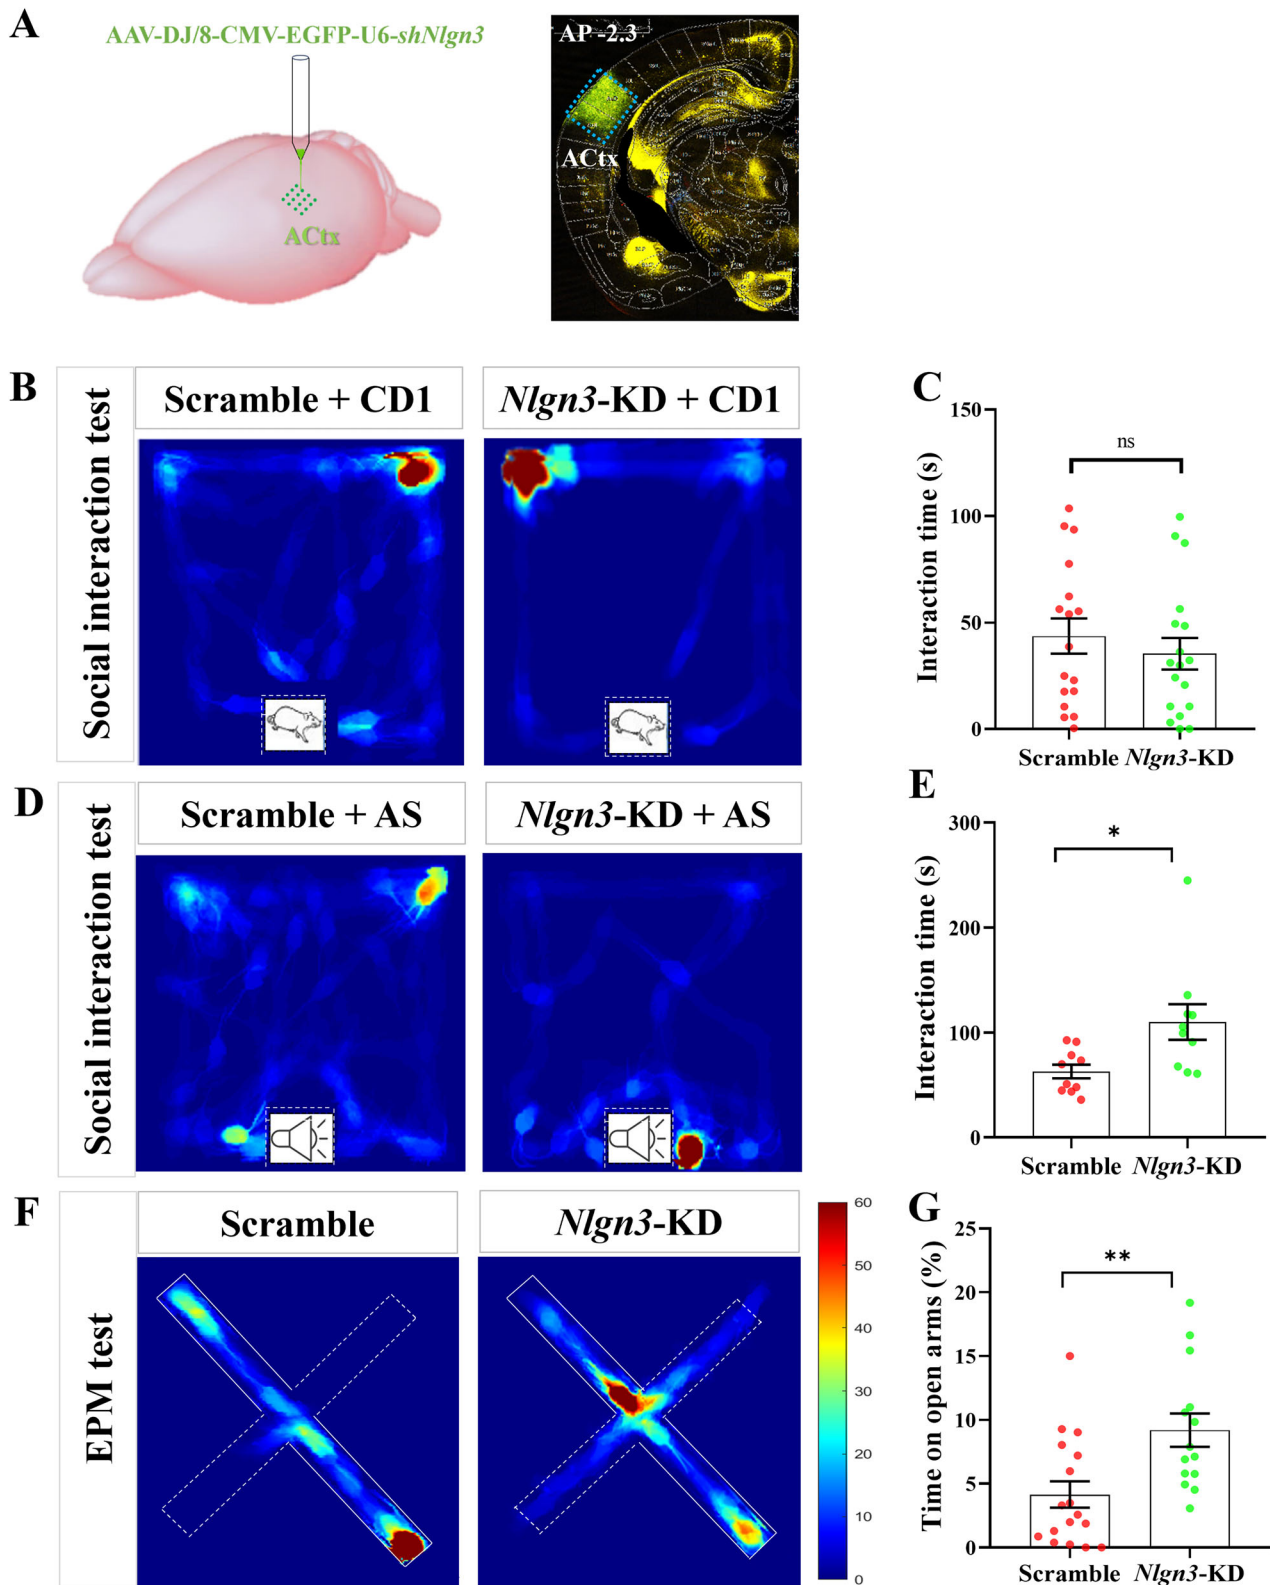 A
AAV-DJ/8-CMV-EGFP-U6-shNlgn3
ACtx
AP -2.3
ACtx
B
Social interaction test
Scramble + CD1
Nlgn3-KD + CD1
C
Interaction time (s)
150
100
50
0
ns
Scramble Nlgn3-KD
D
Social interaction test
Scramble + AS
Nlgn3-KD + AS
E
Interaction time (s)
300
200
100
0
*
Scramble Nlgn3-KD
F
EPM test
Scramble
Nlgn3-KD
60
50
40
30
20
10
0
G
Time on open arms (%)
25
20
15
10
5
0
**
Scramble Nlgn3-KD